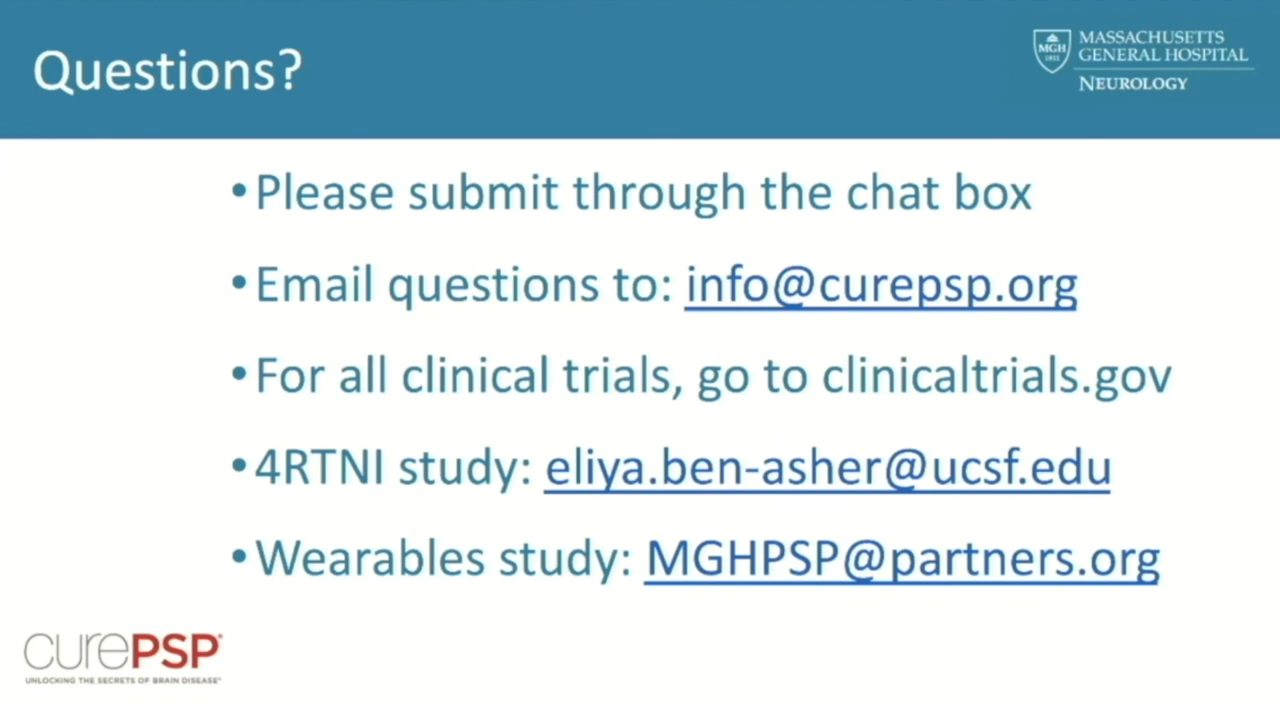 Questions?
MGH
1811
MASSACHUSETTS
GENERAL HOSPITAL
NEUROLOGY
•Please submit through the chat box
•Email questions to: info@curepsp.org
•For all clinical trials, go to clinicaltrials.gov
•4RTNI study: eliya.ben-asher@ucsf.edu
•Wearables study: MGHPSP@partners.org
curePSP®
UNLOCKING THE SECRETS OF BRAIN DISEASE®